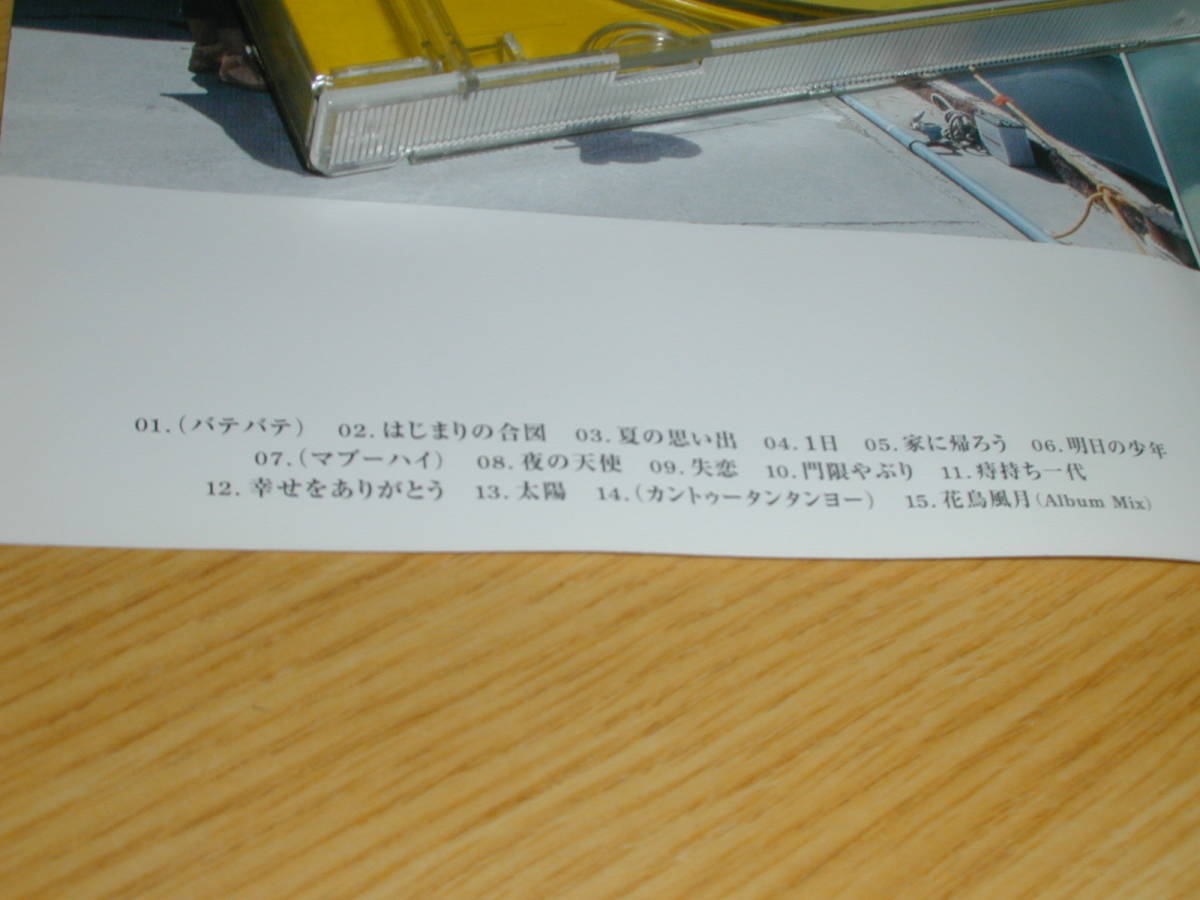 01.(バテバテ) 02.はじまりの合図 03.夏の思い出 04.1日 05.家に帰ろう 06.明日の少年
07.(マブーハイ) 08.夜の天使 09.失恋 10.門限やぶり 11.痔持ち一代
12.幸せをありがとう 13.太陽 14.(カントゥータンタンヨー) 15.花鳥風月(Album Mix)